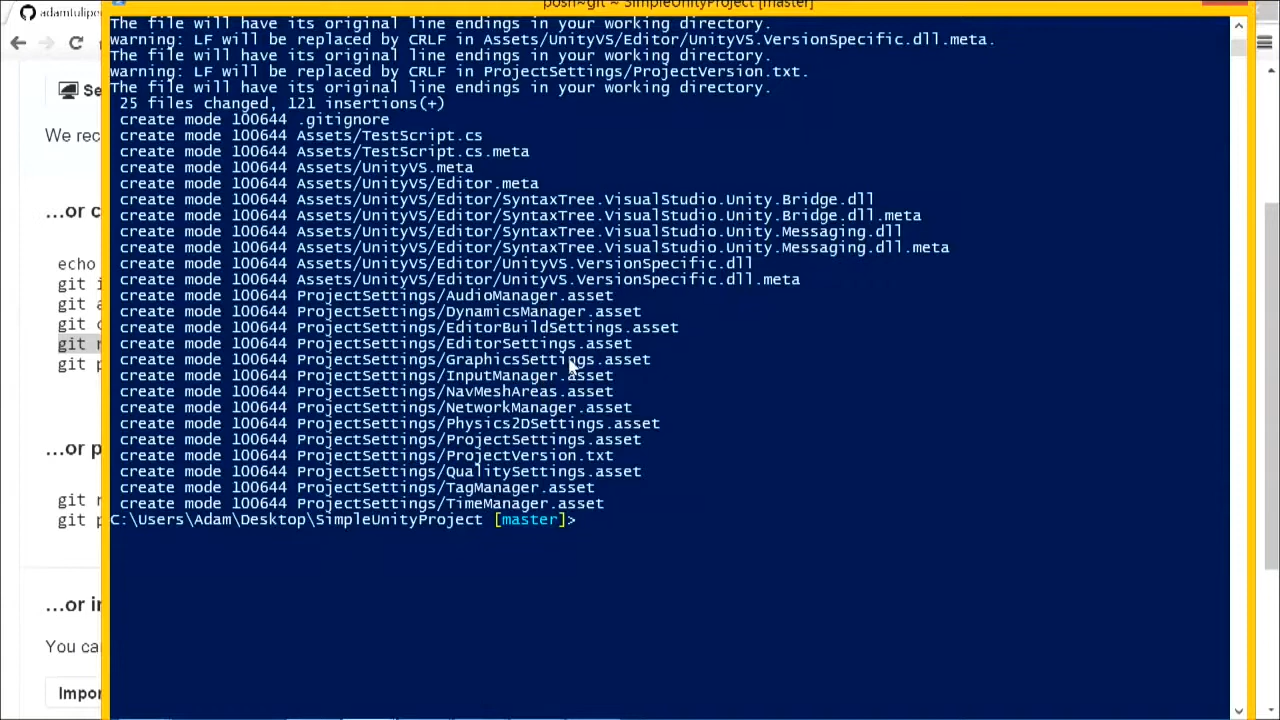 posh~git ~ SimpleUnityProject [master]
The file will have its original line endings in your working directory.
warning: LF will be replaced by CRLF in Assets/UnityVS/Editor/UnityVS.VersionSpecific.dll.meta.
The file will have its original line endings in your working directory.
warning: LF will be replaced by CRLF in ProjectSettings/ProjectVersion.txt.
The file will have its original line endings in your working directory.
25 files changed, 121 insertions(+)
create mode 100644 .gitignore
create mode 100644 Assets/TestScript.cs
create mode 100644 Assets/TestScript.cs.meta
create mode 100644 Assets/UnityVS.meta
create mode 100644 Assets/UnityVS/Editor.meta
create mode 100644 Assets/UnityVS/Editor/SyntaxTree.VisualStudio.Unity.Bridge.dll
create mode 100644 Assets/UnityVS/Editor/SyntaxTree.VisualStudio.Unity.Bridge.dll.meta
create mode 100644 Assets/UnityVS/Editor/SyntaxTree.VisualStudio.Unity.Messaging.dll
create mode 100644 Assets/UnityVS/Editor/SyntaxTree.VisualStudio.Unity.Messaging.dll.meta
create mode 100644 Assets/UnityVS/Editor/UnityVS.VersionSpecific.dll
create mode 100644 Assets/UnityVS/Editor/UnityVS.VersionSpecific.dll.meta
create mode 100644 ProjectSettings/AudioManager.asset
create mode 100644 ProjectSettings/DynamicsManager.asset
create mode 100644 ProjectSettings/EditorBuildSettings.asset
create mode 100644 ProjectSettings/EditorSettings.asset
create mode 100644 ProjectSettings/GraphicsSettings.asset
create mode 100644 ProjectSettings/InputManager.asset
create mode 100644 ProjectSettings/NavMeshAreas.asset
create mode 100644 ProjectSettings/NetworkManager.asset
create mode 100644 ProjectSettings/Physics2DSettings.asset
create mode 100644 ProjectSettings/ProjectSettings.asset
create mode 100644 ProjectSettings/ProjectVersion.txt
create mode 100644 ProjectSettings/QualitySettings.asset
create mode 100644 ProjectSettings/TagManager.asset
create mode 100644 ProjectSettings/TimeManager.asset
C:\Users\Adam\Desktop\SimpleUnityProject [master]>
adamtulipe
Se
We rec
...or c
echo
git i
git a
git c
git r
git p
...or p
git r
git p
...or i
You ca
Impor